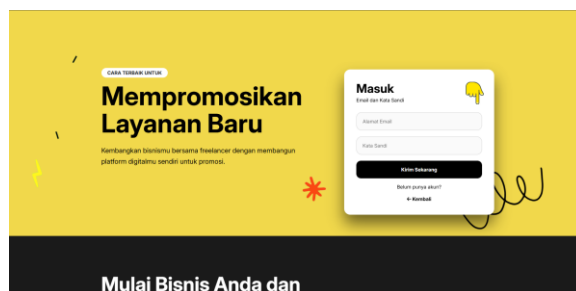 CARA TERBAIK UNTUK
Mempromosikan
Layanan Baru
Kembangkan bisnismu bersama freelancer dengan membangun
platform digitalmu sendiri untuk promosi.
Masuk
Email dan Kata Sandi
Alamat Email
Kata Sandi
Kirim Sekarang
Belum punya akun?
← Kembali
Mulai Bisnis Anda dan